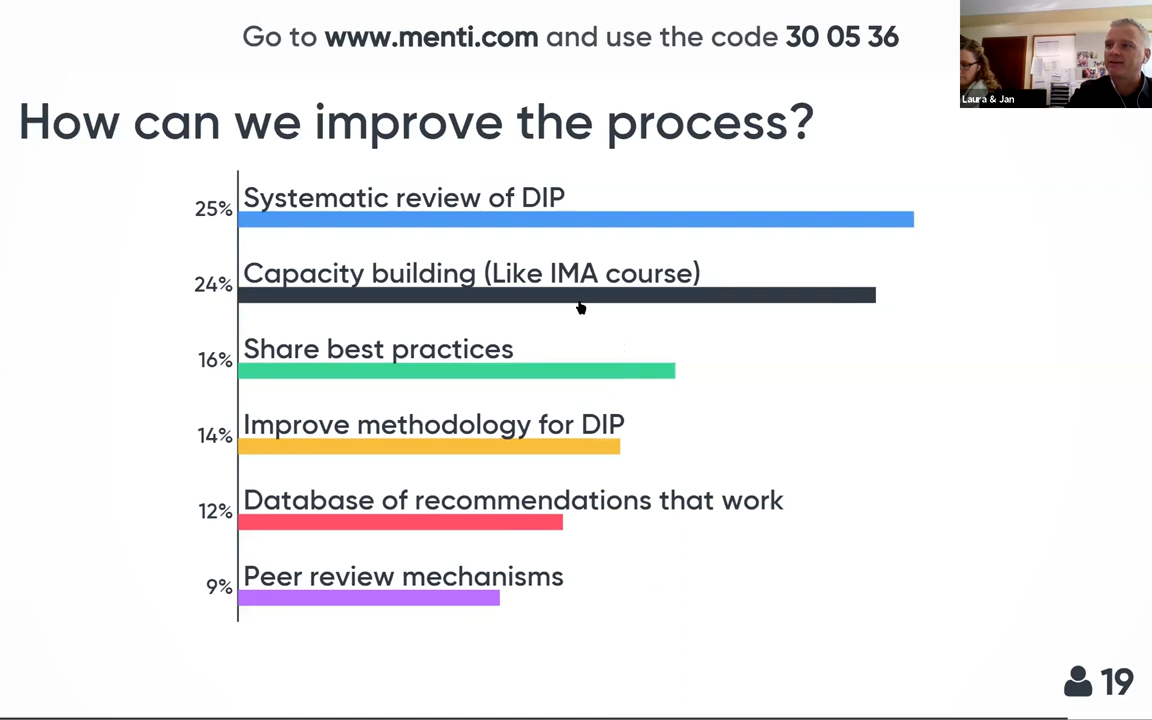 Go to www.menti.com and use the code 30 05 36
Laura & Jan
How can we improve the process?
25% Systematic review of DIP
24% Capacity building (Like IMA course)
16% Share best practices
14% Improve methodology for DIP
12% Database of recommendations that work
9% Peer review mechanisms
19